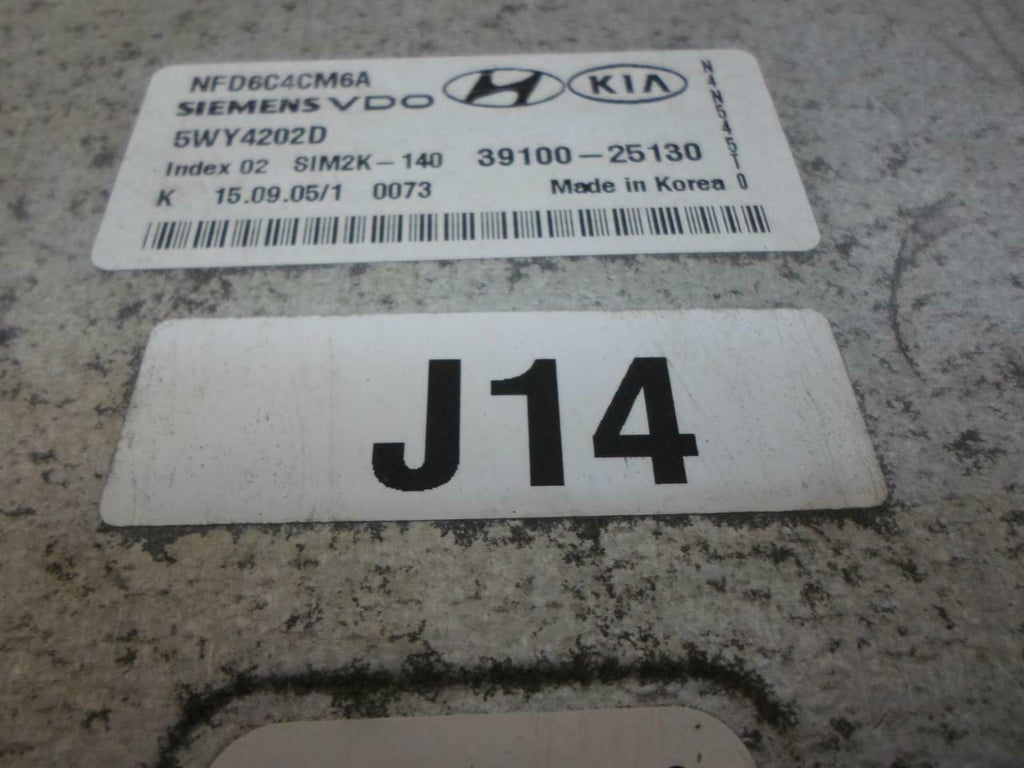 NFD6C4CM6A
SIEMENS VDO
KIA
5WY4202D
Index 02 SIM2K-140 39100-25130
K 15.09.05/1 0073 Made in Korea
J14